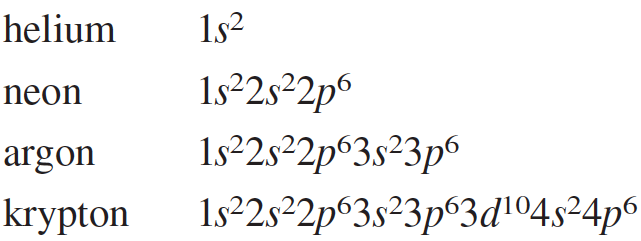 helium 1s²
neon 1s²2s²2p⁶
argon 1s²2s²2p⁶3s²3p⁶
krypton 1s²2s²2p⁶3s²3p⁶3d¹⁰4s²4p⁶